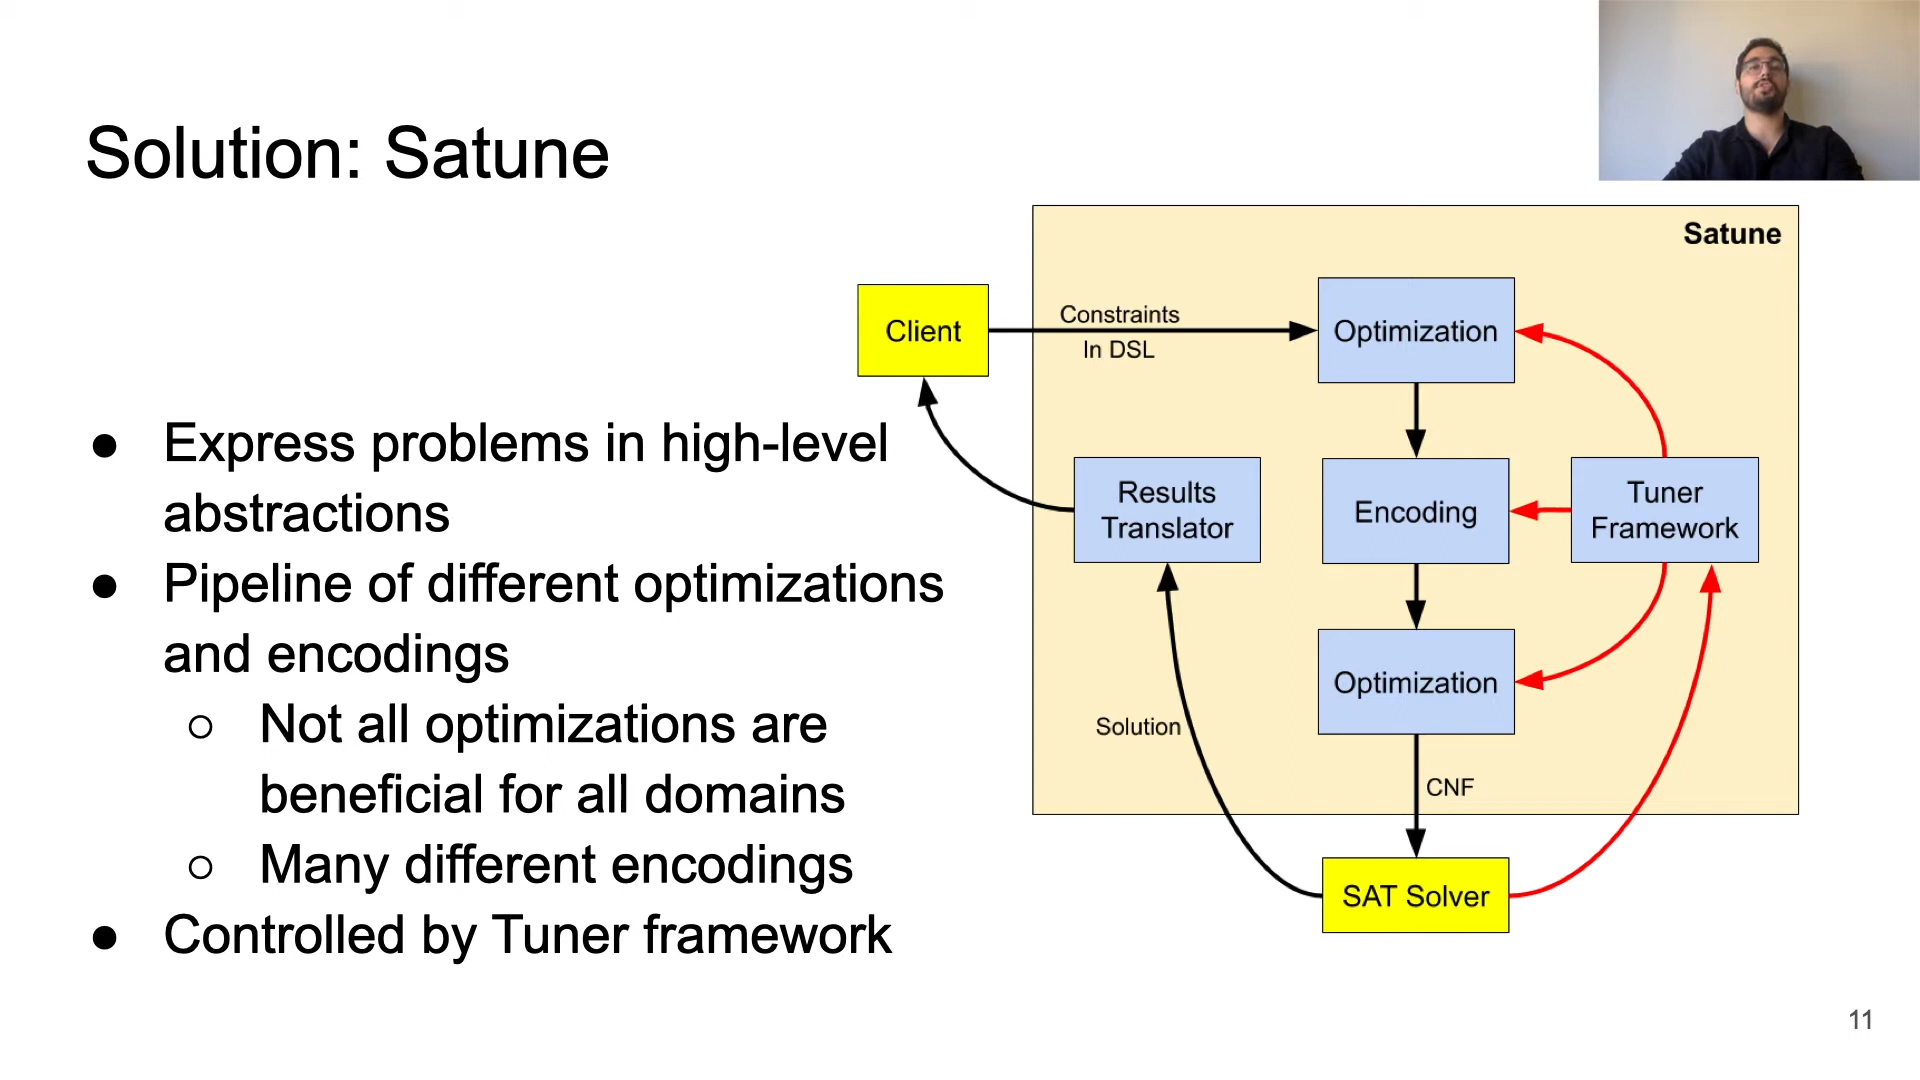 Solution: Satune
Express problems in high-level
abstractions
Pipeline of different optimizations
and encodings
Not all optimizations are
beneficial for all domains
Many different encodings
Controlled by Tuner framework
Satune
Client
Constraints
In DSL
Optimization
Results
Translator
Encoding
Tuner
Framework
Optimization
Solution
CNF
SAT Solver
11